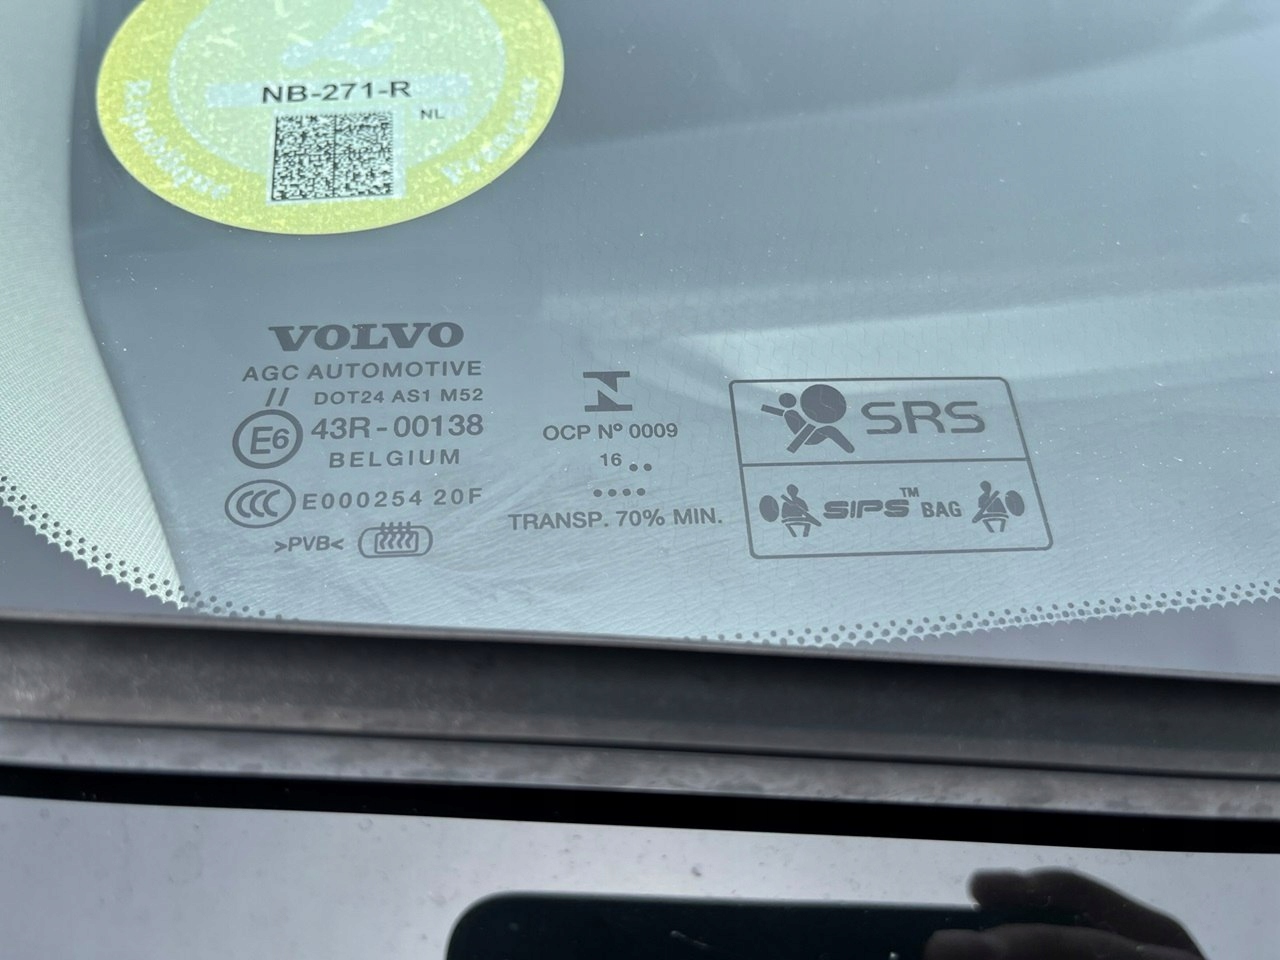 NB-271-R
NL
VOLVO
AGC AUTOMOTIVE
// DOT24 AS1 M52
E6 43R-00138
BELGIUM
CCC E000254 20F
>PVB<
OCP Nº 0009
16 ..
....
TRANSP. 70% MIN.
SRS
SIPS™ BAG